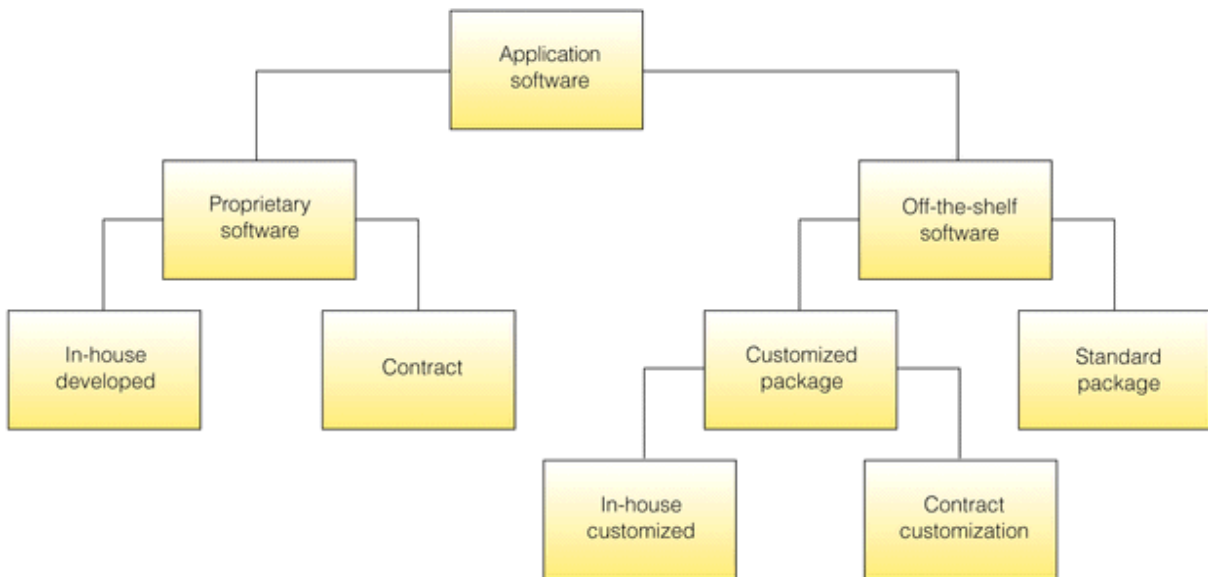 Application
software
Proprietary
software
Off-the-shelf
software
In-house
developed
Contract
Customized
package
Standard
package
In-house
customized
Contract
customization